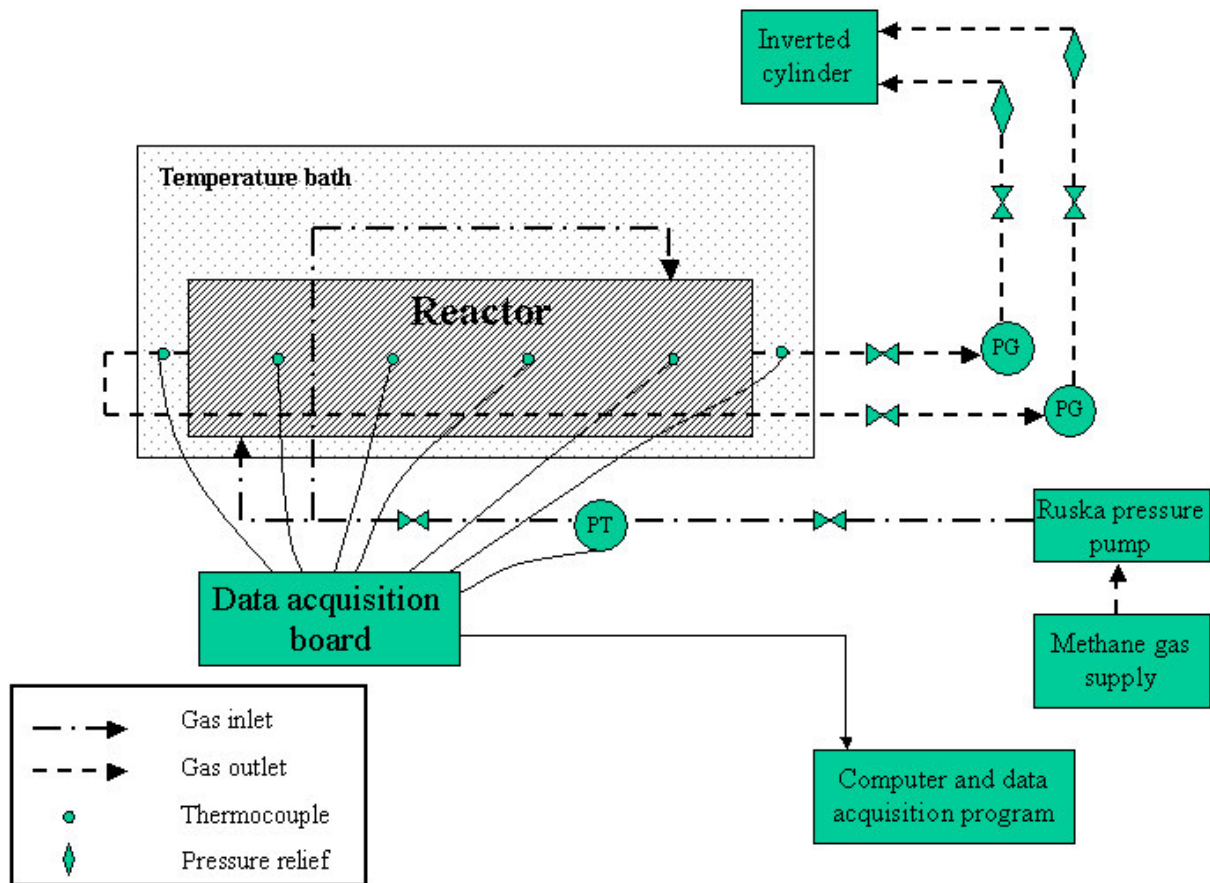 Inverted
cylinder
Temperature bath
Reactor
PG
PG
PT
Ruska pressure
pump
Data acquisition
board
Methane gas
supply
Gas inlet
Gas outlet
Thermocouple
Pressure relief
Computer and data
acquisition program